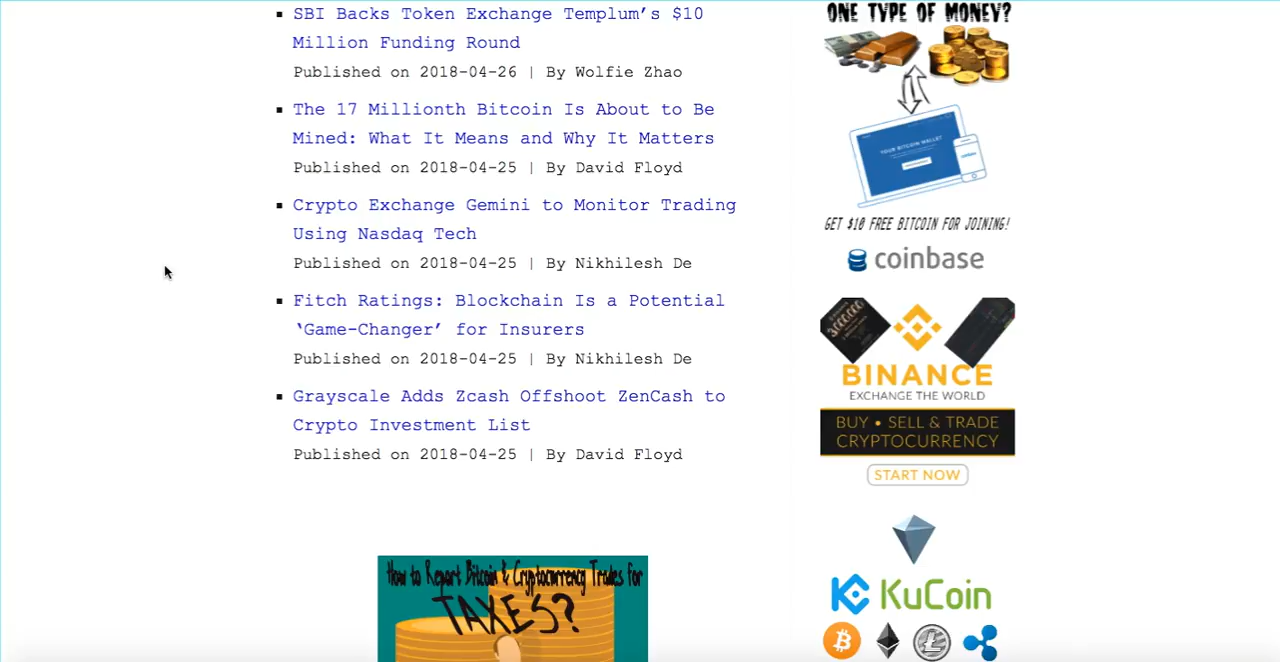 SBI Backs Token Exchange Templum’s $10
Million Funding Round
Published on 2018-04-26 | By Wolfie Zhao
The 17 Millionth Bitcoin Is About to Be
Mined: What It Means and Why It Matters
Published on 2018-04-25 | By David Floyd
Crypto Exchange Gemini to Monitor Trading
Using Nasdaq Tech
Published on 2018-04-25 | By Nikhilesh De
Fitch Ratings: Blockchain Is a Potential
‘Game-Changer’ for Insurers
Published on 2018-04-25 | By Nikhilesh De
Grayscale Adds Zcash Offshoot ZenCash to
Crypto Investment List
Published on 2018-04-25 | By David Floyd
How to Report Bitcoin & Cryptocurrency Trades for
TAXES?
ONE TYPE OF MONEY?
YOUR BITCOIN WALLET
GET $10 FREE BITCOIN FOR JOINING!
coinbase
BINANCE
EXCHANGE THE WORLD
BUY • SELL & TRADE
CRYPTOCURRENCY
START NOW
KuCoin